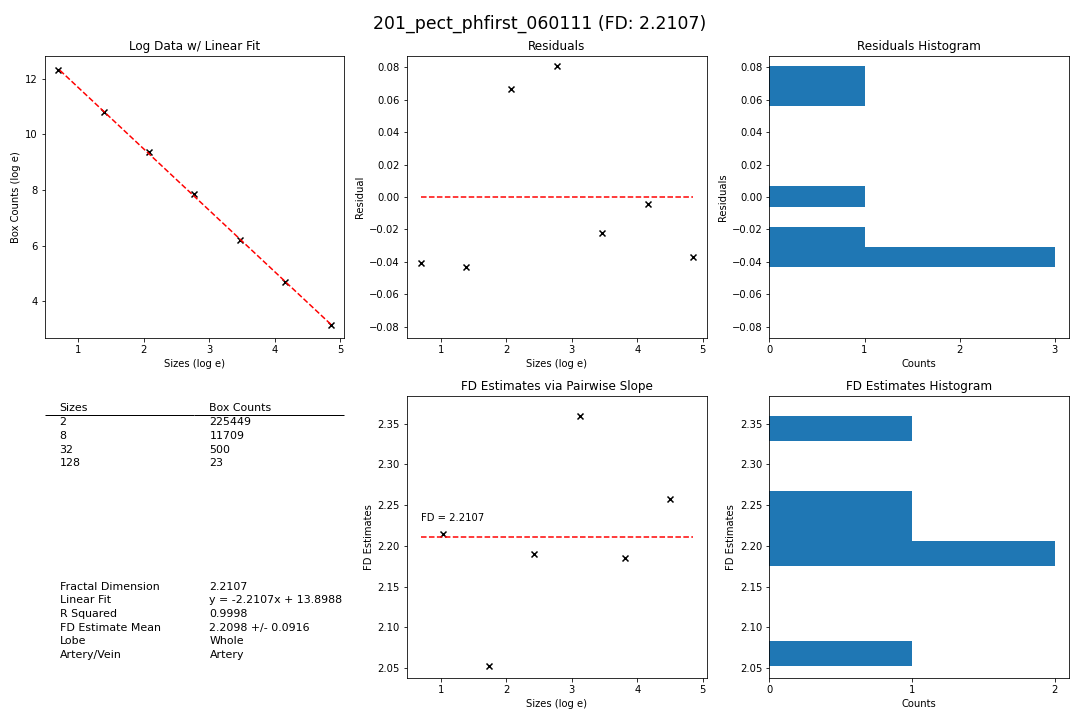 201_pect_phfirst_060111 (FD: 2.2107)
Log Data w/ Linear Fit
12
10
8
6
4
Box Counts (log e)
1 2 3 4 5
Sizes (log e)
Residuals
0.08
0.06
0.04
0.02
0.00
−0.02
−0.04
−0.06
−0.08
Residual
1 2 3 4 5
Sizes (log e)
Residuals Histogram
0.08
0.06
0.04
0.02
0.00
−0.02
−0.04
−0.06
−0.08
Residuals
0 1 2 3
Counts
Sizes Box Counts
2 225449
8 11709
32 500
128 23
Fractal Dimension 2.2107
Linear Fit y = -2.2107x + 13.8988
R Squared 0.9998
FD Estimate Mean 2.2098 +/- 0.0916
Lobe Whole
Artery/Vein Artery
FD Estimates via Pairwise Slope
2.35
2.30
2.25
2.20
2.15
2.10
2.05
FD Estimates
FD = 2.2107
1 2 3 4 5
Sizes (log e)
FD Estimates Histogram
2.35
2.30
2.25
2.20
2.15
2.10
2.05
FD Estimates
0 1 2
Counts